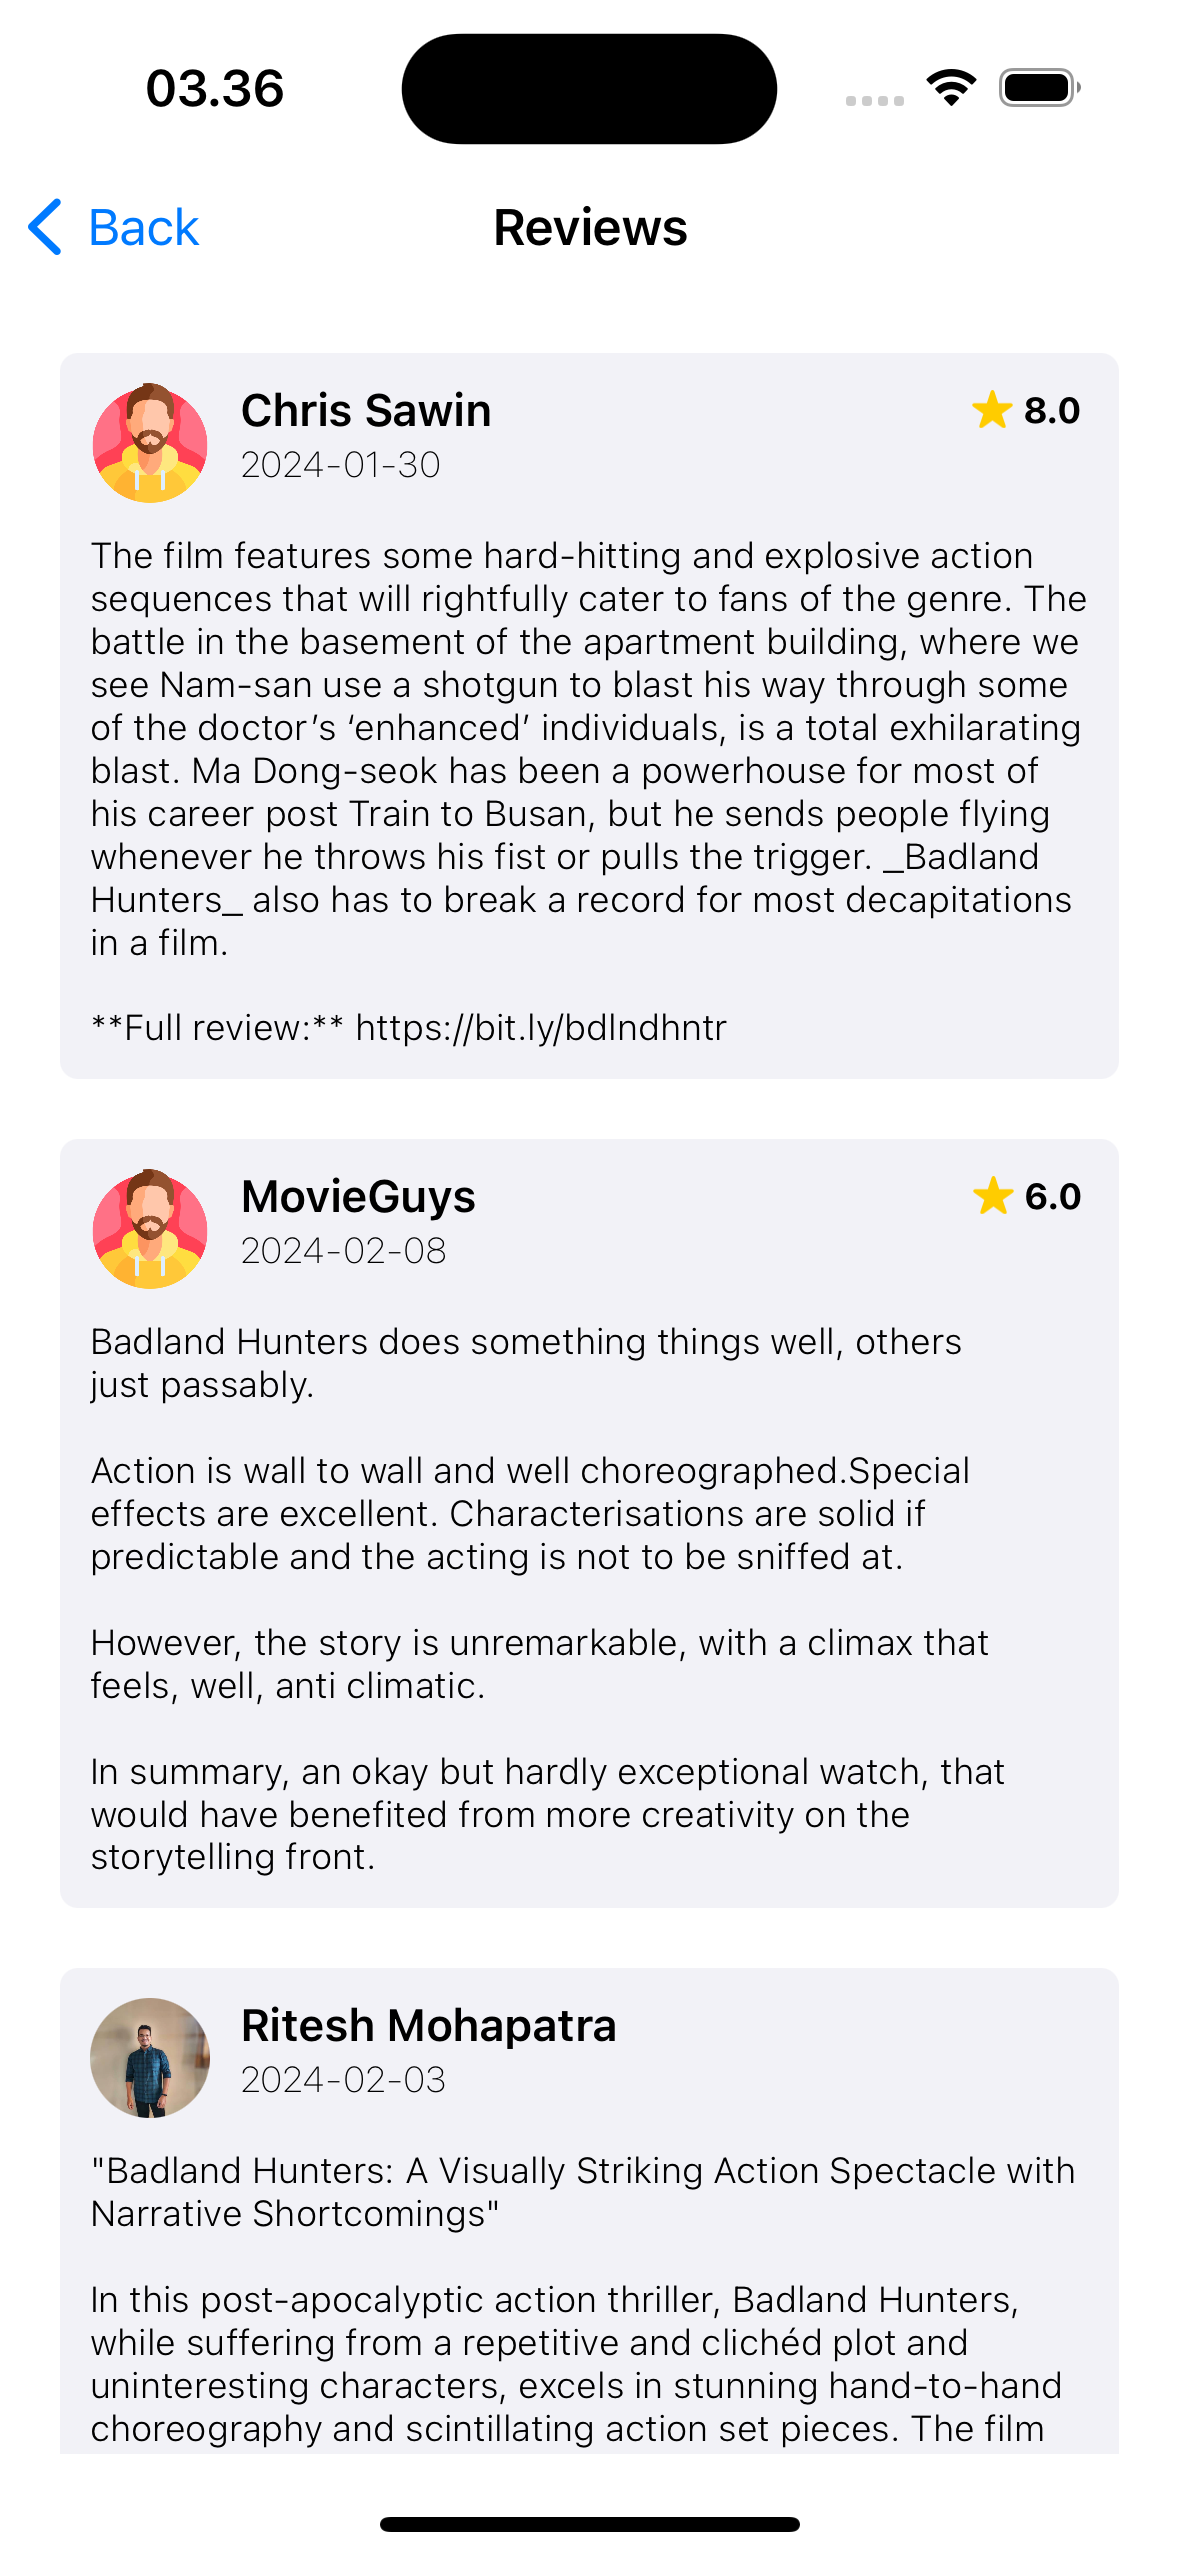 03.36
Back
Reviews
Chris Sawin
8.0
2024-01-30
The film features some hard-hitting and explosive action
sequences that will rightfully cater to fans of the genre. The
battle in the basement of the apartment building, where we
see Nam-san use a shotgun to blast his way through some
of the doctor’s ‘enhanced’ individuals, is a total exhilarating
blast. Ma Dong-seok has been a powerhouse for most of
his career post Train to Busan, but he sends people flying
whenever he throws his fist or pulls the trigger. _Badland
Hunters_ also has to break a record for most decapitations
in a film.
**Full review:** https://bit.ly/bdlndhntr
MovieGuys
6.0
2024-02-08
Badland Hunters does something things well, others
just passably.
Action is wall to wall and well choreographed.Special
effects are excellent. Characterisations are solid if
predictable and the acting is not to be sniffed at.
However, the story is unremarkable, with a climax that
feels, well, anti climatic.
In summary, an okay but hardly exceptional watch, that
would have benefited from more creativity on the
storytelling front.
Ritesh Mohapatra
2024-02-03
"Badland Hunters: A Visually Striking Action Spectacle with
Narrative Shortcomings"
In this post-apocalyptic action thriller, Badland Hunters,
while suffering from a repetitive and clichéd plot and
uninteresting characters, excels in stunning hand-to-hand
choreography and scintillating action set pieces. The film